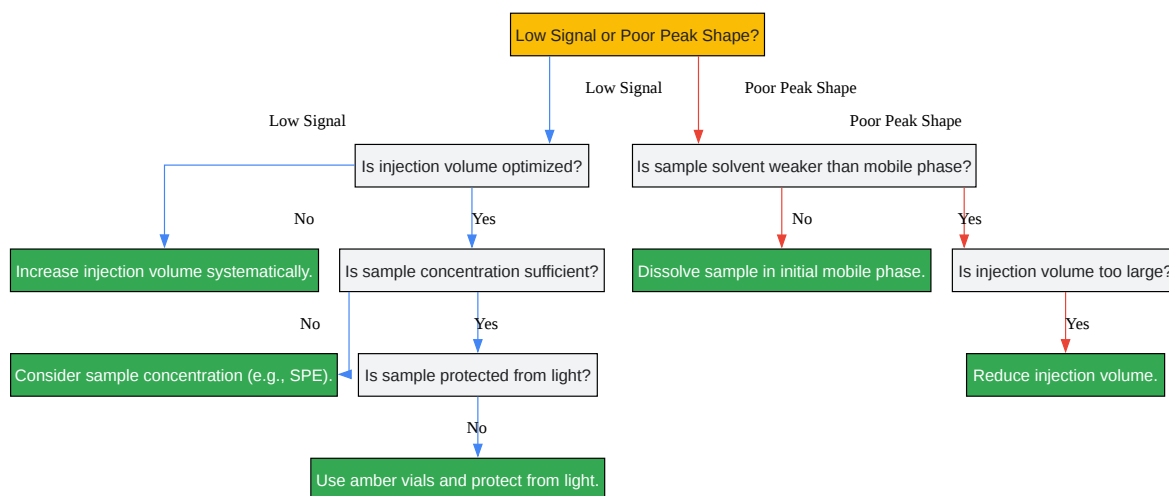 Low Signal or Poor Peak Shape?
Low Signal
Poor Peak Shape
Low Signal
Poor Peak Shape
Is injection volume optimized?
Is sample solvent weaker than mobile phase?
No
Yes
No
Yes
Increase injection volume systematically.
Is sample concentration sufficient?
Dissolve sample in initial mobile phase.
Is injection volume too large?
No
Yes
Yes
Consider sample concentration (e.g., SPE).
Is sample protected from light?
Reduce injection volume.
No
Use amber vials and protect from light.